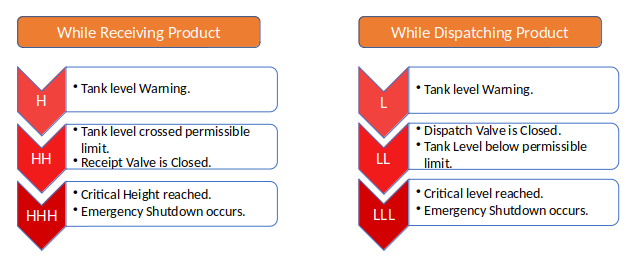 While Receiving Product
H
• Tank level Warning.
HH
• Tank level crossed permissible
limit.
• Receipt Valve is Closed.
HHH
• Critical Height reached.
• Emergency Shutdown occurs.
While Dispatching Product
L
• Tank level Warning.
LL
• Dispatch Valve is Closed.
• Tank Level below permissible
limit.
LLL
• Critical level reached.
• Emergency Shutdown occurs.